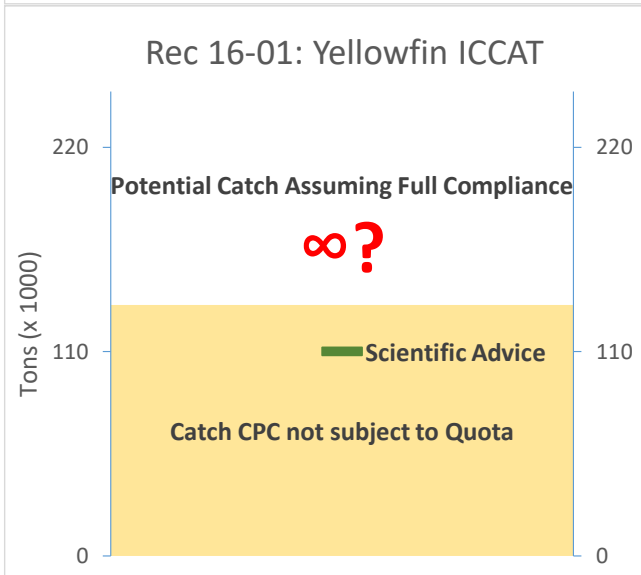 Rec 16-01: Yellowfin ICCAT
220
220
Potential Catch Assuming Full Compliance
∞?
Tons (x 1000)
110
Scientific Advice
110
Catch CPC not subject to Quota
0
0